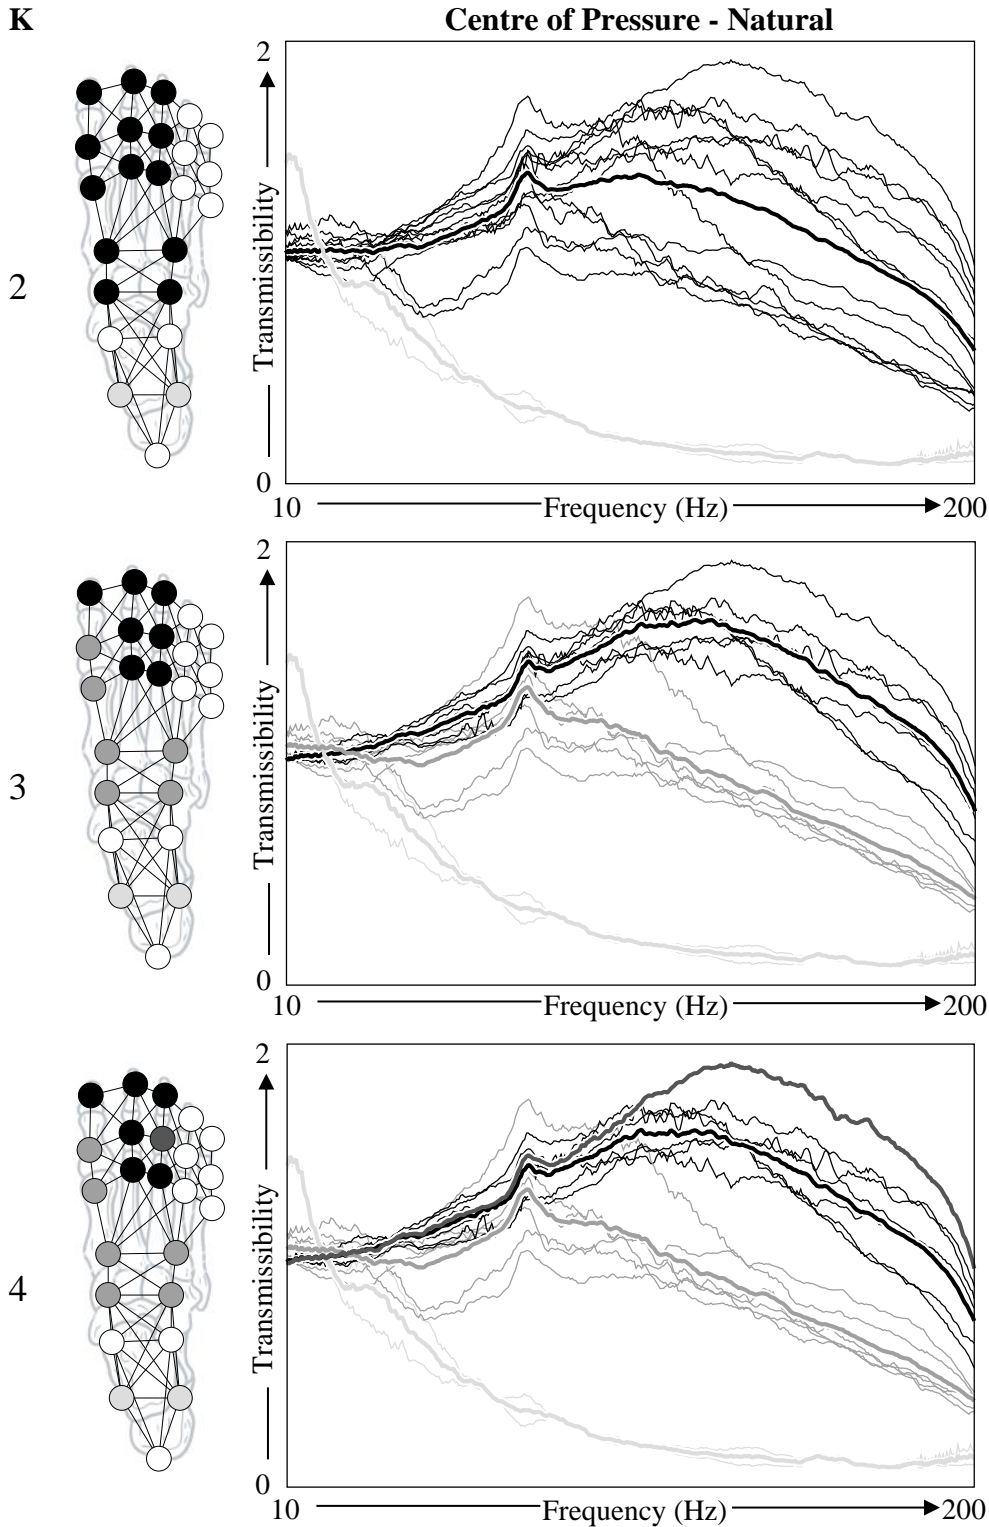 K
Centre of Pressure - Natural
2
2
Transmissibility
0
10
Frequency (Hz)
200
3
2
Transmissibility
0
10
Frequency (Hz)
200
4
2
Transmissibility
0
10
Frequency (Hz)
200